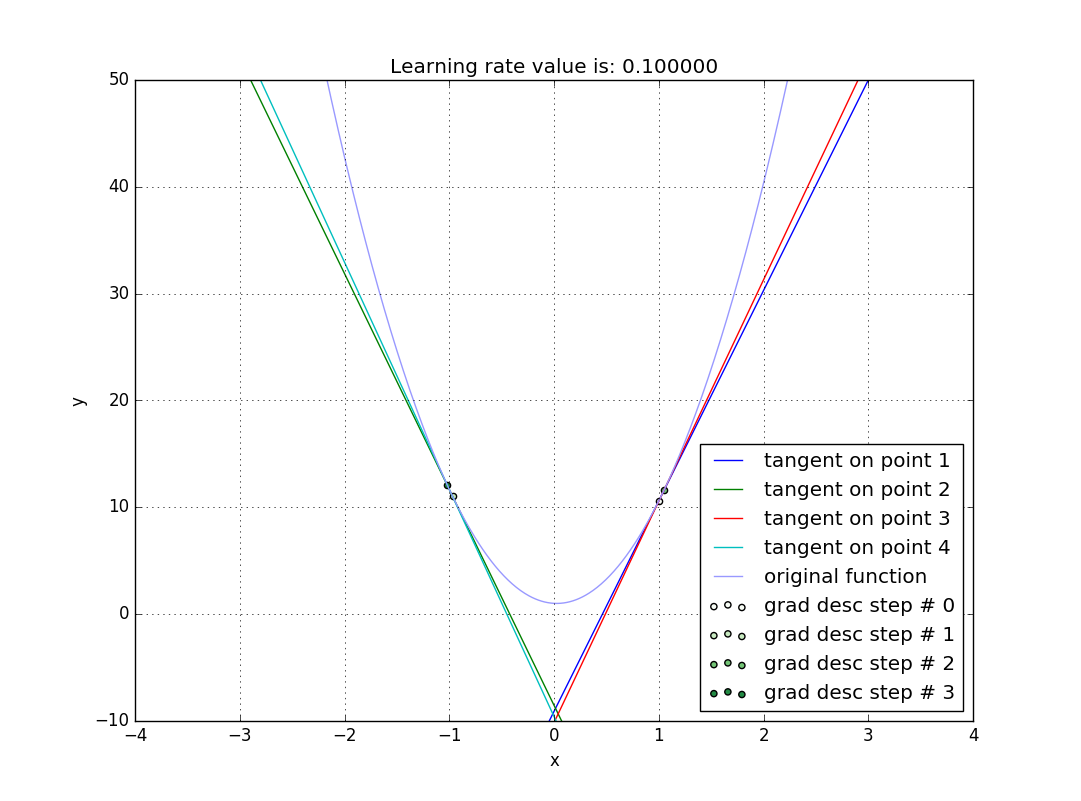 Learning rate value is: 0.100000
50
40
30
20
10
0
−10
y
−4
−3
−2
−1
0
1
2
3
4
x
tangent on point 1
tangent on point 2
tangent on point 3
tangent on point 4
original function
grad desc step # 0
grad desc step # 1
grad desc step # 2
grad desc step # 3